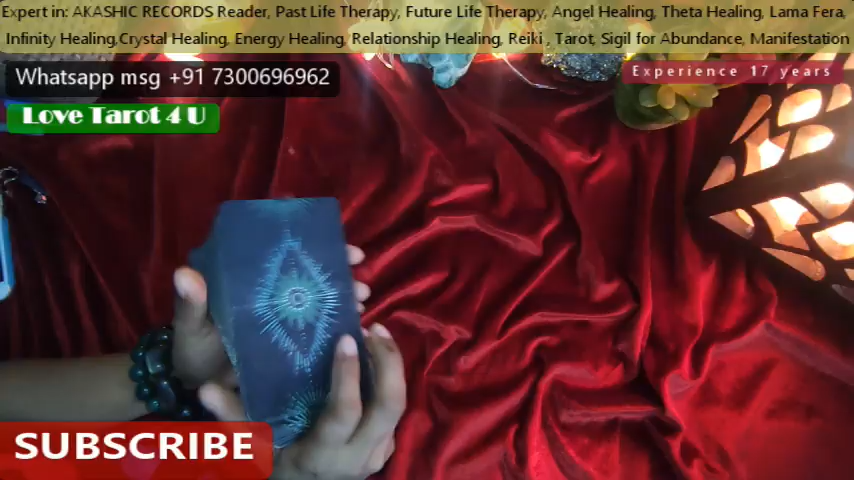 Expert in: AKASHIC RECORDS Reader, Past Life Therapy, Future Life Therapy, Angel Healing, Theta Healing, Lama Fera,
Infinity Healing,Crystal Healing, Energy Healing, Relationship Healing, Reiki , Tarot, Sigil for Abundance, Manifestation
Whatsapp msg +91 7300696962
Experience 17 years
Love Tarot 4 U
SUBSCRIBE